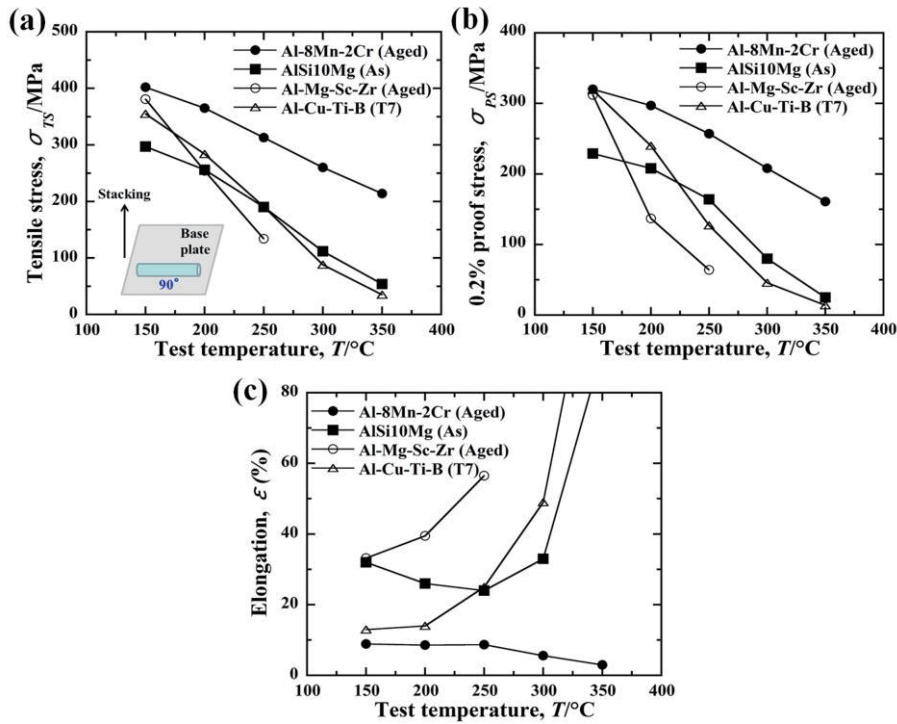 (a)
500
400
300
200
100
0
Tensile stress, σTS/MPa
Al-8Mn-2Cr (Aged)
AlSi10Mg (As)
Al-Mg-Sc-Zr (Aged)
Al-Cu-Ti-B (T7)
Stacking
Base
plate
90°
100 150 200 250 300 350 400
Test temperature, T/°C
(b)
400
300
200
100
0
0.2% proof stress, σPS/MPa
Al-8Mn-2Cr (Aged)
AlSi10Mg (As)
Al-Mg-Sc-Zr (Aged)
Al-Cu-Ti-B (T7)
100 150 200 250 300 350 400
Test temperature, T/°C
(c)
80
60
40
20
0
Elongation, ε (%)
Al-8Mn-2Cr (Aged)
AlSi10Mg (As)
Al-Mg-Sc-Zr (Aged)
Al-Cu-Ti-B (T7)
100 150 200 250 300 350 400
Test temperature, T/°C